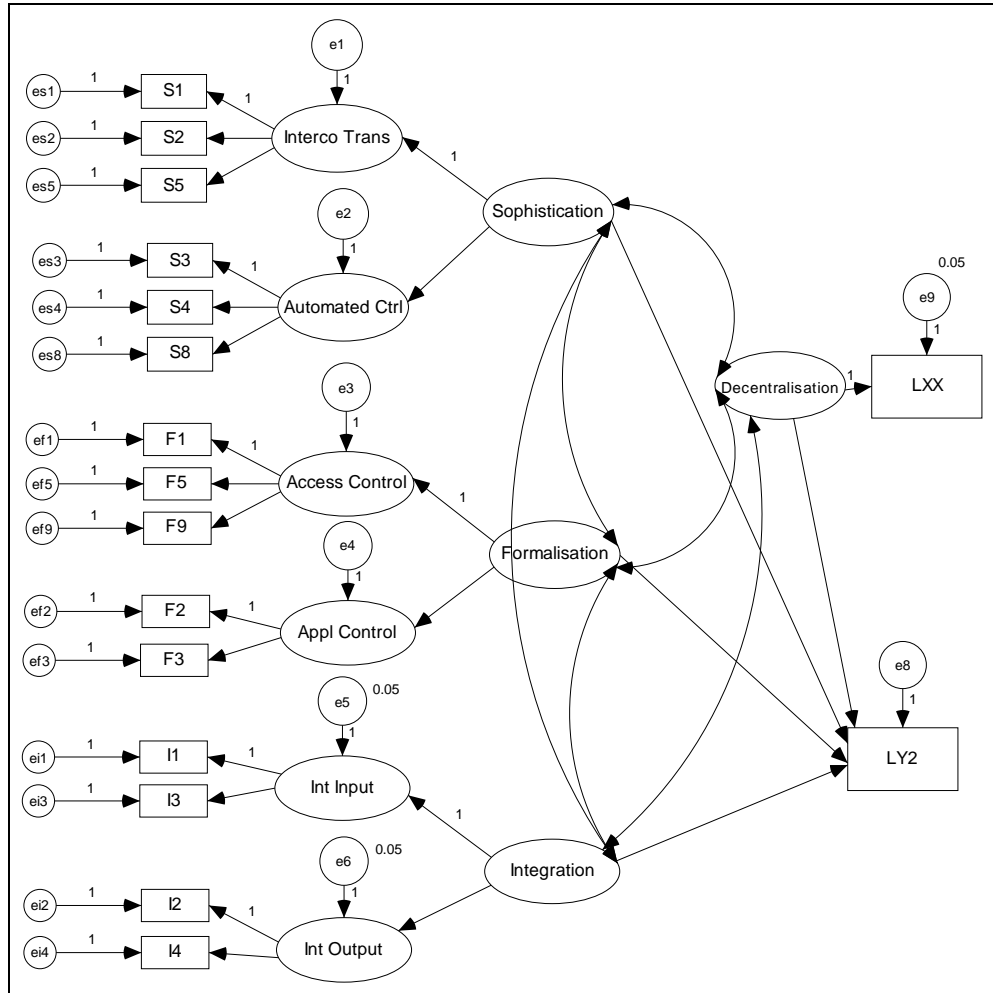 e1
1
es1
1
S1
1
es2
1
S2
Interco Trans
es5
1
S5
1
Sophistication
e2
1
es3
1
S3
1
es4
1
S4
Automated Ctrl
es8
1
S8
0.05
e9
1
Decentralisation
1
LXX
e3
1
ef1
1
F1
1
ef5
1
F5
Access Control
ef9
1
F9
1
Formalisation
e4
1
ef2
1
F2
1
Appl Control
ef3
1
F3
e8
1
LY2
e5
0.05
1
ei1
1
I1
1
ei3
1
I3
Int Input
1
Integration
e6
0.05
1
ei2
1
I2
1
ei4
1
I4
Int Output